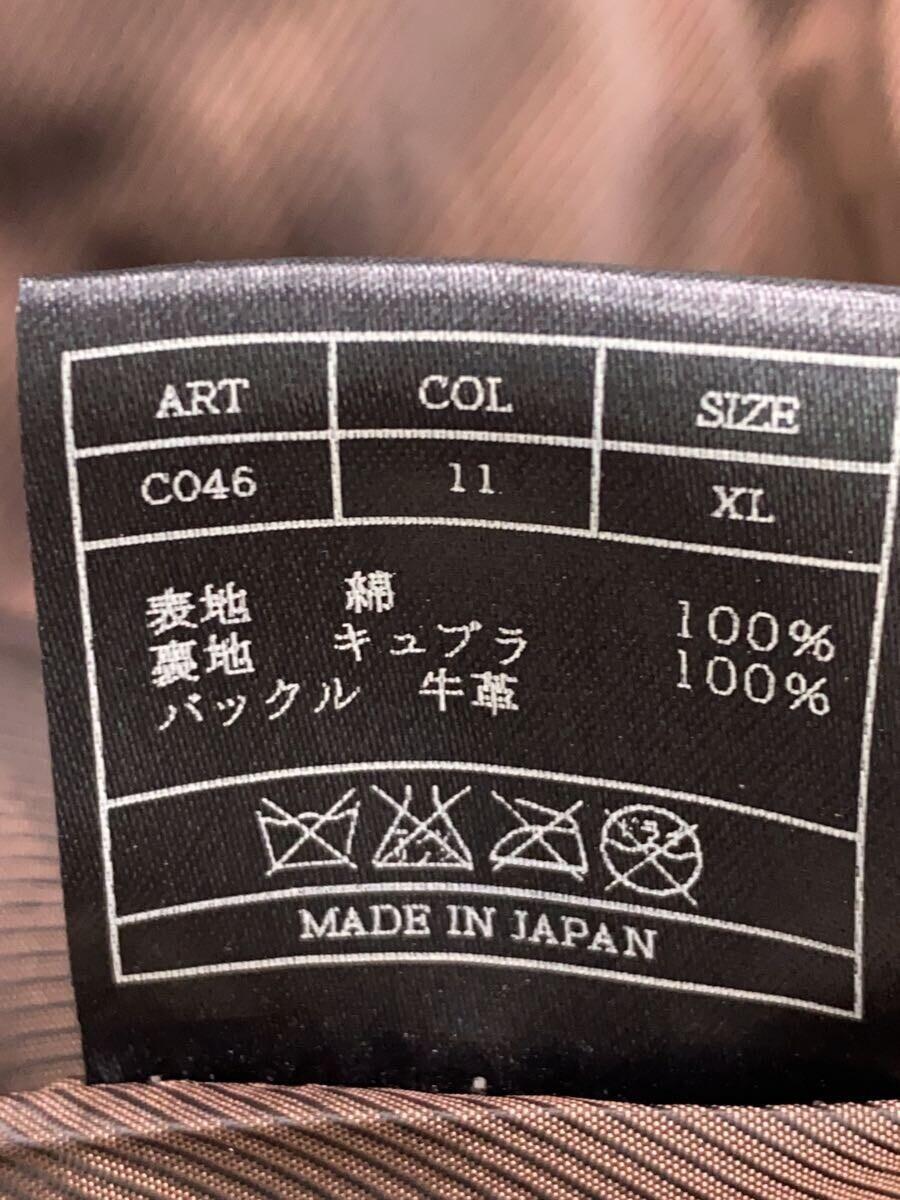 ART COL SIZE
C046 11 XL
表地 綿 100%
裏地 キュプラ 100%
バックル 牛革
MADE IN JAPAN